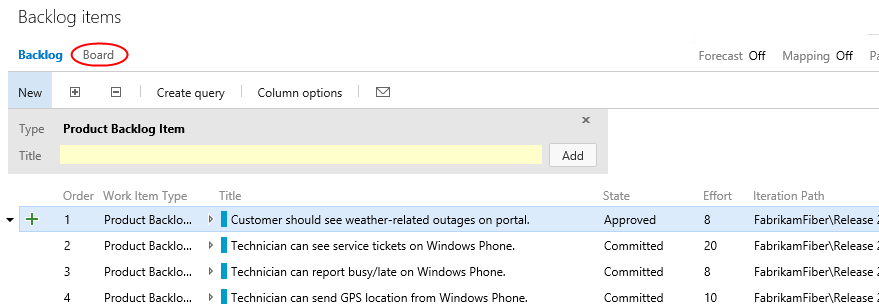 Backlog items
Backlog Board Forecast Off Mapping Off Pa
New Create query Column options
Type Product Backlog Item
Title Add
Order Work Item Type Title State Effort Iteration Path
1 Product Backlo... Customer should see weather-related outages on portal. Approved 8 FabrikamFiber\Release 2
2 Product Backlo... Technician can see service tickets on Windows Phone. Committed 20 FabrikamFiber\Release 2
3 Product Backlo... Technician can report busy/late on Windows Phone. Committed 8 FabrikamFiber\Release 2
4 Product Backlo... Technician can send GPS location from Windows Phone. Committed 10 FabrikamFiber\Release 2